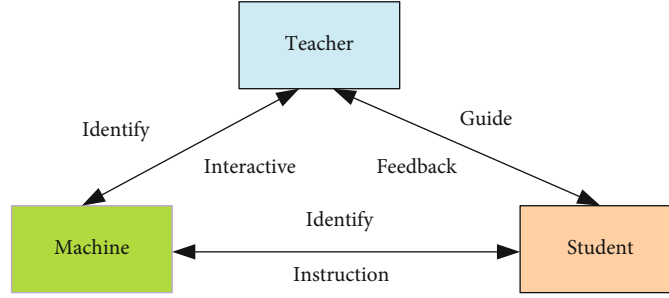 Teacher
Identify
Guide
Interactive
Feedback
Machine
Identify
Student
Instruction